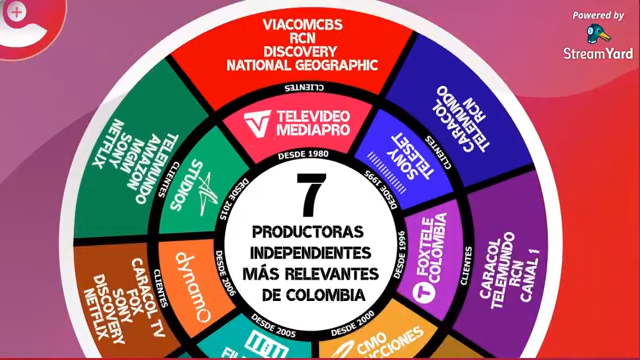 Powered by
StreamYard
VIACOMCBS
RCN
DISCOVERY
NATIONAL GEOGRAPHIC
CLIENTES
TELEVIDEO
MEDIAPRO
DESDE 1980
CARACOL
TELEMUNDO
RCN
CLIENTES
SONY
TELESET
DESDE 1995
CARACOL
TELEMUNDO
RCN
CANAL 1
CLIENTES
FOXTELE
COLOMBIA
DESDE 1996
CMO
DESDE 2000
DESDE 2005
CARACOL TV
FOX
SONY
DISCOVERY
NETFLIX
CLIENTES
dynamo
DESDE 2006
TELEMUNDO
AMAZON
MGM
SONY
NETFLIX
CLIENTES
STUDIOS
DESDE 2015
7
PRODUCTORAS
INDEPENDIENTES
MÁS RELEVANTES
DE COLOMBIA